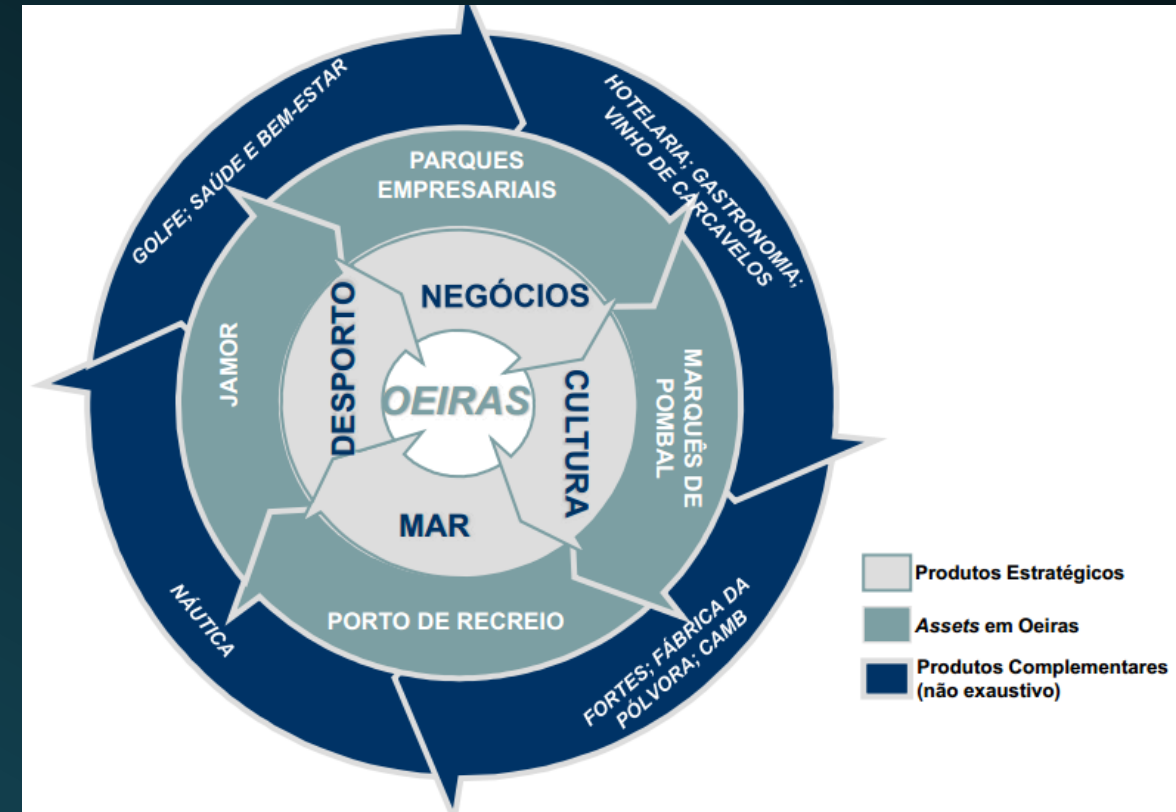 GOLFE; SAÚDE E BEM-ESTAR
HOTELARIA; GASTRONOMIA;
VINHO DE CARCAVELOS
PARQUES
EMPRESARIAIS
NEGÓCIOS
DESPORTO
JAMOR
OEIRAS
CULTURA
MARQUÊS DE
POMBAL
MAR
PORTO DE RECREIO
NÁUTICA
FORTES; FÁBRICA DA
PÓLVORA; CAMB
Produtos Estratégicos
Assets em Oeiras
Produtos Complementares
(não exaustivo)